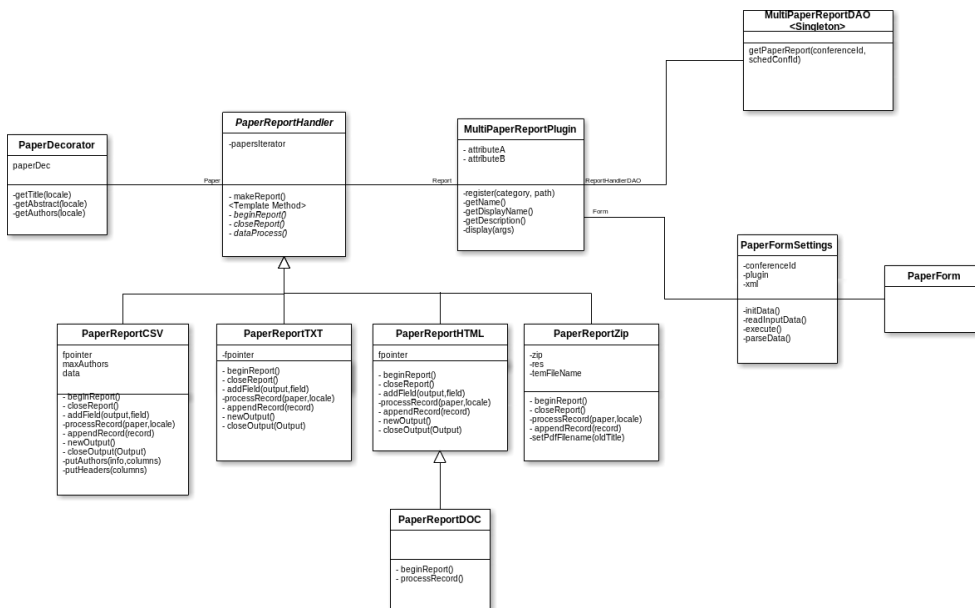 MultiPaperReportDAO
<Singleton>
getPaperReport(conferenceId,
schedConfId)
PaperReportHandler
-papersIterator
- makeReport()
<Template Method>
- beginReport()
- closeReport()
- dataProcess()
MultiPaperReportPlugin
- attributeA
- attributeB
-register(category, path)
-getName()
-getDisplayName()
-getDescription()
-display(args)
PaperDecorator
paperDec
-getTitle(locale)
-getAbstract(locale)
-getAuthors(locale)
Paper
Report
ReportHandlerDAO
Form
PaperFormSettings
-conferenceId
-plugin
-xml
-initData()
-readInputData()
-execute()
-parseData()
PaperForm
PaperReportCSV
fpointer
maxAuthors
data
- beginReport()
- closeReport()
- addField(output,field)
-processRecord(paper,locale)
- appendRecord(record)
- newOutput()
- closeOutput(Output)
-putAuthors(info,columns)
-putHeaders(columns)
PaperReportTXT
-fpointer
- beginReport()
- closeReport()
- addField(output,field)
-processRecord(paper,locale)
- appendRecord(record)
- newOutput()
- closeOutput(Output)
PaperReportHTML
fpointer
- beginReport()
- closeReport()
- addField(output,field)
-processRecord(paper,locale)
- appendRecord(record)
- newOutput()
- closeOutput(Output)
PaperReportZip
-zip
-res
-temFileName
- beginReport()
- closeReport()
-processRecord(paper,locale)
- appendRecord(record)
-setPdfFilename(oldTitle)
PaperReportDOC
- beginReport()
- processRecord()